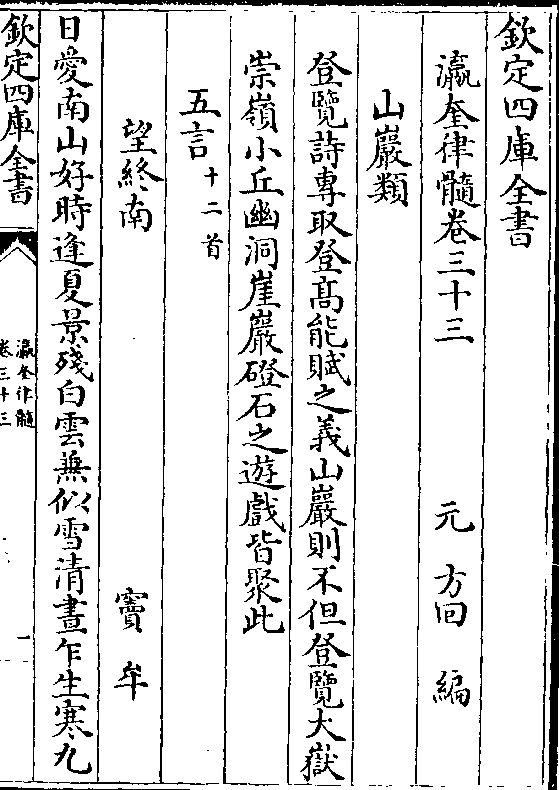 欽定四庫全書
瀛奎律髓卷三十三 元 方回 編
山巖類
登覽詩專取登高能賦之義山巖則不但登覽大嶽
崇嶺小丘幽洞崖巖磴石之遊戲皆聚此
五言十二首
望終南 竇牟
日愛南山好時逢夏景殘白雲兼似雪清晝乍生寒九
欽定四庫全書
瀛奎律髓
卷三十三
一